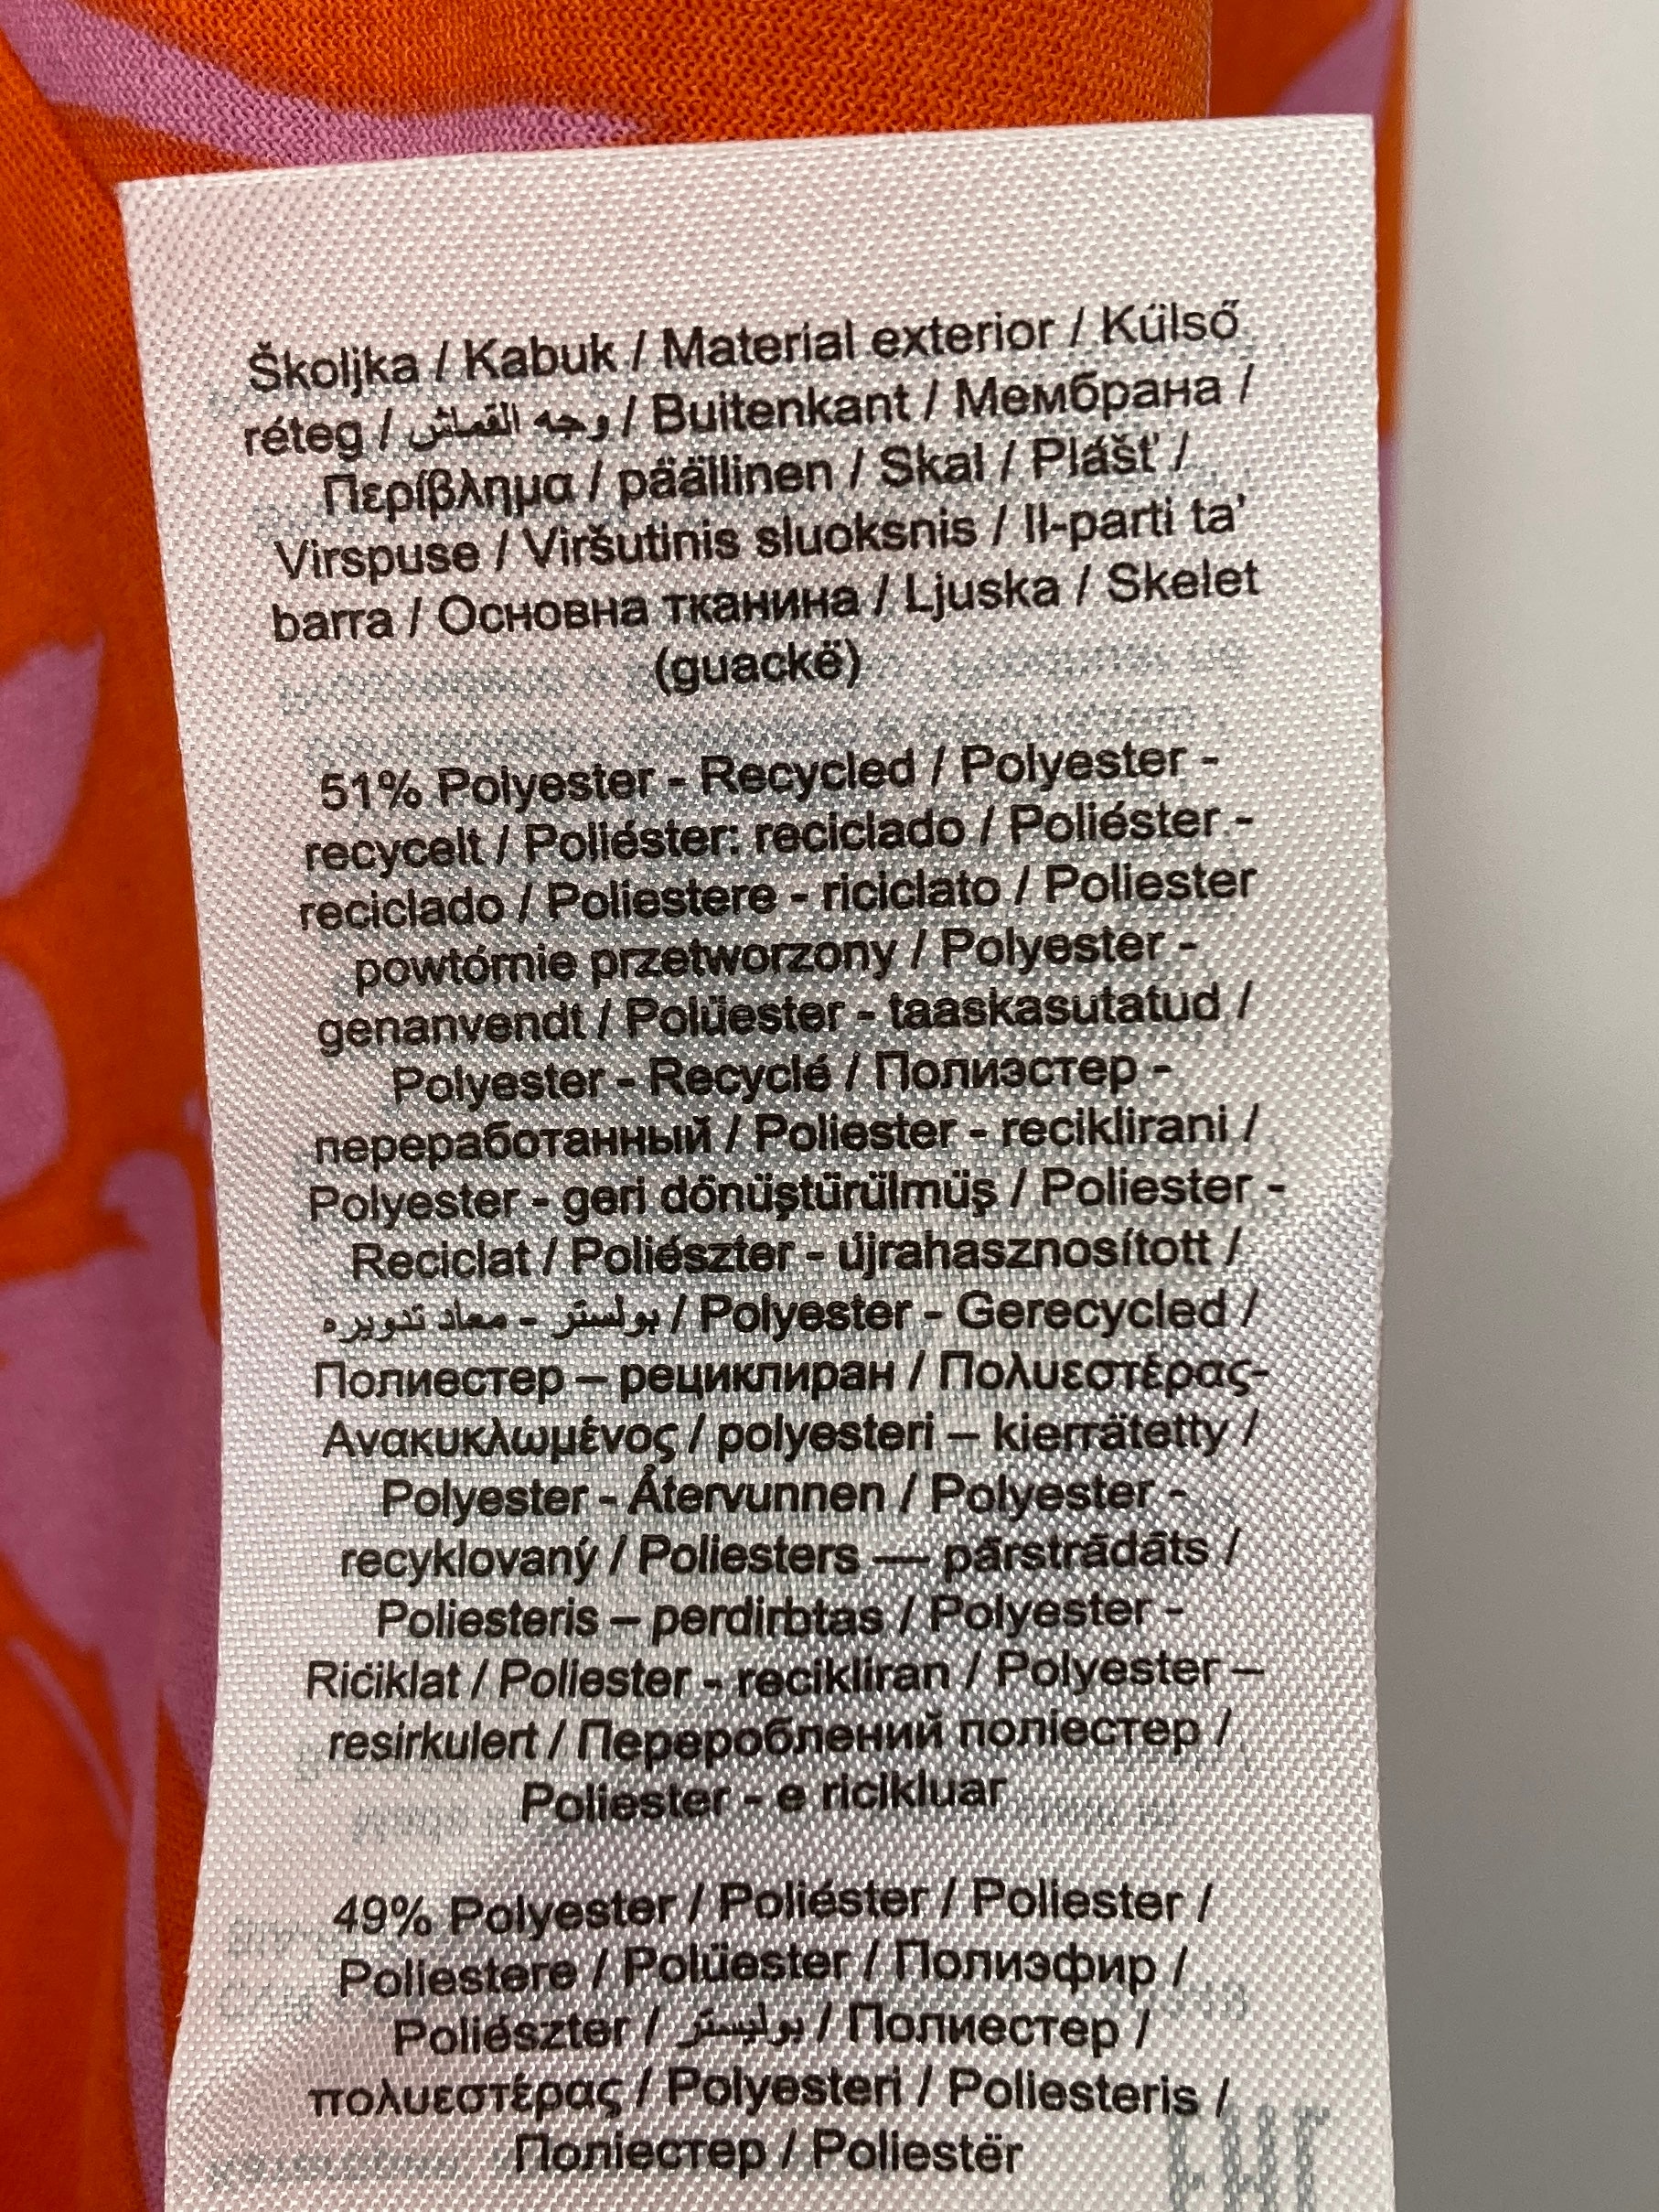 Školjka / Kabuk / Material exterior / Külső
réteg / وجه القماش / Buitenkant / Мембрана /
Περίβλημα / päällinen / Skal / Plášť /
Virspuse / Viršutinis sluoksnis / Il-parti ta'
barra / Основна тканина / Ljuska / Skelet
(guackë)
51% Polyester - Recycled / Polyester -
recycelt / Poliéster: reciclado / Poliéster -
reciclado / Poliestere - riciclato / Poliester
powtórnie przetworzony / Polyester -
genanvendt / Polüester - taaskasutatud /
Polyester - Recyclé / Полиэстер -
переработанный / Poliester - reciklirani /
Polyester - geri dönüştürülmüş / Poliester -
Reciclat / Poliészter - újrahasznosított /
بولستر - معاد تدويره / Polyester - Gerecycled /
Полиестер – рециклиран / Πολυεστέρας-
Ανακυκλωμένος / polyesteri – kierrätetty /
Polyester - Återvunnen / Polyester -
recyklovaný / Poliesters — pārstrādāts /
Poliesteris – perdirbtas / Polyester -
Riċiklat / Poliester - recikliran / Polyester –
resirkulert / Перероблений поліестер /
Poliester - e ricikluar
49% Polyester / Poliéster / Poliester /
Poliestere / Polüester / Полиэфир /
Poliészter / بوليستر / Полиестер /
πολυεστέρας / Polyesteri / Poliesteris /
Поліестер / Poliestër